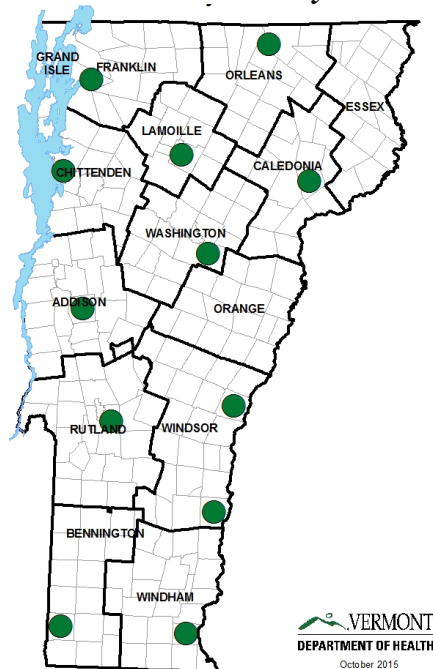 GRAND
ISLE
FRANKLIN
ORLEANS
ESSEX
LAMOILLE
CALEDONIA
CHITTENDEN
WASHINGTON
ADDISON
ORANGE
RUTLAND
WINDSOR
BENNINGTON
WINDHAM
VERMONT
DEPARTMENT OF HEALTH
October 2015